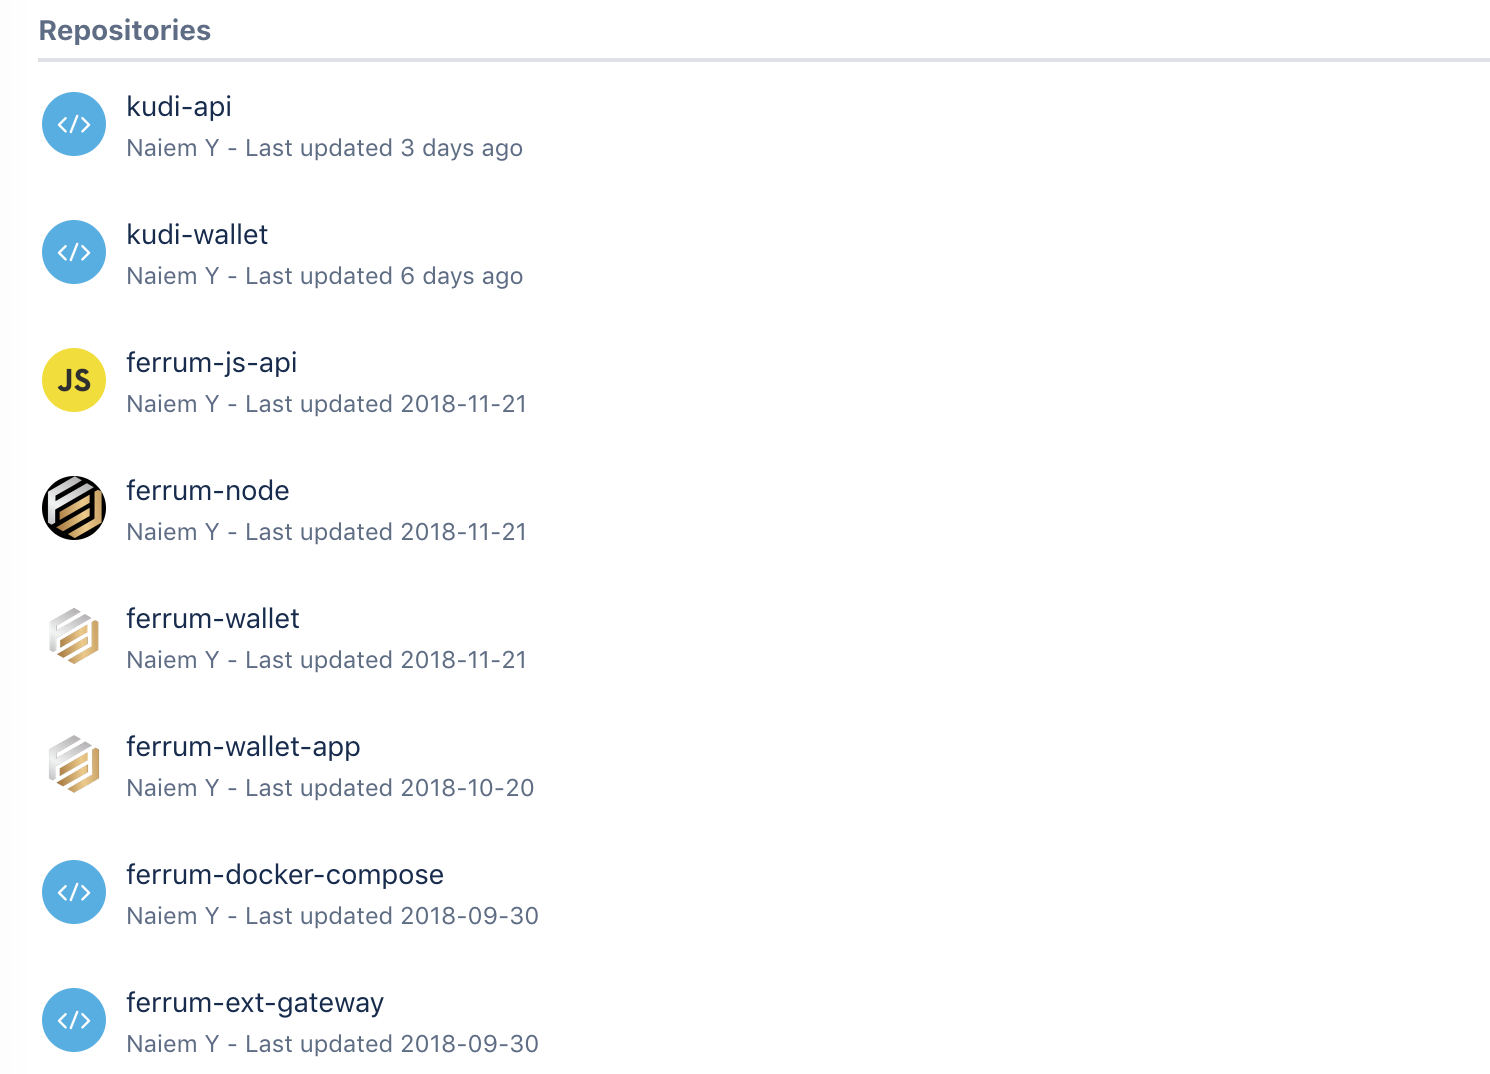 Repositories
</>
kudi-api
Naiem Y - Last updated 3 days ago
</>
kudi-wallet
Naiem Y - Last updated 6 days ago
JS
ferrum-js-api
Naiem Y - Last updated 2018-11-21
ferrum-node
Naiem Y - Last updated 2018-11-21
ferrum-wallet
Naiem Y - Last updated 2018-11-21
ferrum-wallet-app
Naiem Y - Last updated 2018-10-20
</>
ferrum-docker-compose
Naiem Y - Last updated 2018-09-30
</>
ferrum-ext-gateway
Naiem Y - Last updated 2018-09-30